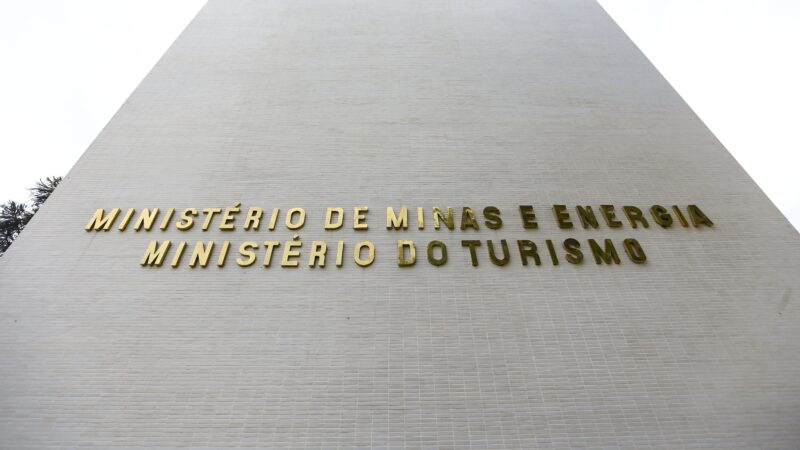 MINISTÉRIO DE MINAS E ENERGIA
MINISTÉRIO DO TURISMO